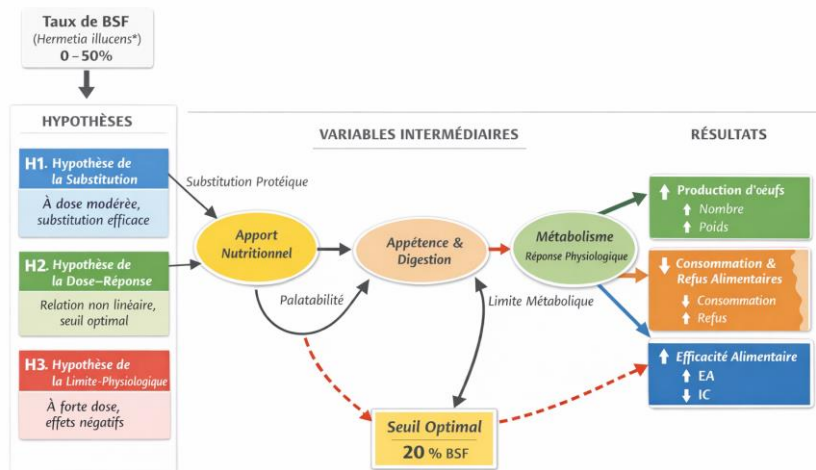 Taux de BSF
(Hermetia illucens*)
0 – 50%
HYPOTHÈSES
H1. Hypothèse de
la Substitution
À dose modérée,
substitution efficace
H2. Hypothèse de
la Dose–Réponse
Relation non linéaire,
seuil optimal
H3. Hypothèse de
la Limite-Physiologique
À forte dose,
effets négatifs
VARIABLES INTERMÉDIAIRES
Substitution Protéique
Apport
Nutritionnel
Palatabilité
Appétence &
Digestion
Limite Métabolique
Métabolisme
Réponse Physiologique
Seuil Optimal
20 % BSF
RÉSULTATS
⬆ Production d'oéufs
⬆ Nombre
⬆ Poids
⬇ Consommation &
Refus Alimentaires
⬇ Consommation
⬆ Refus
⬆ Efficacité Alimentaire
⬆ EA
⬇ IC